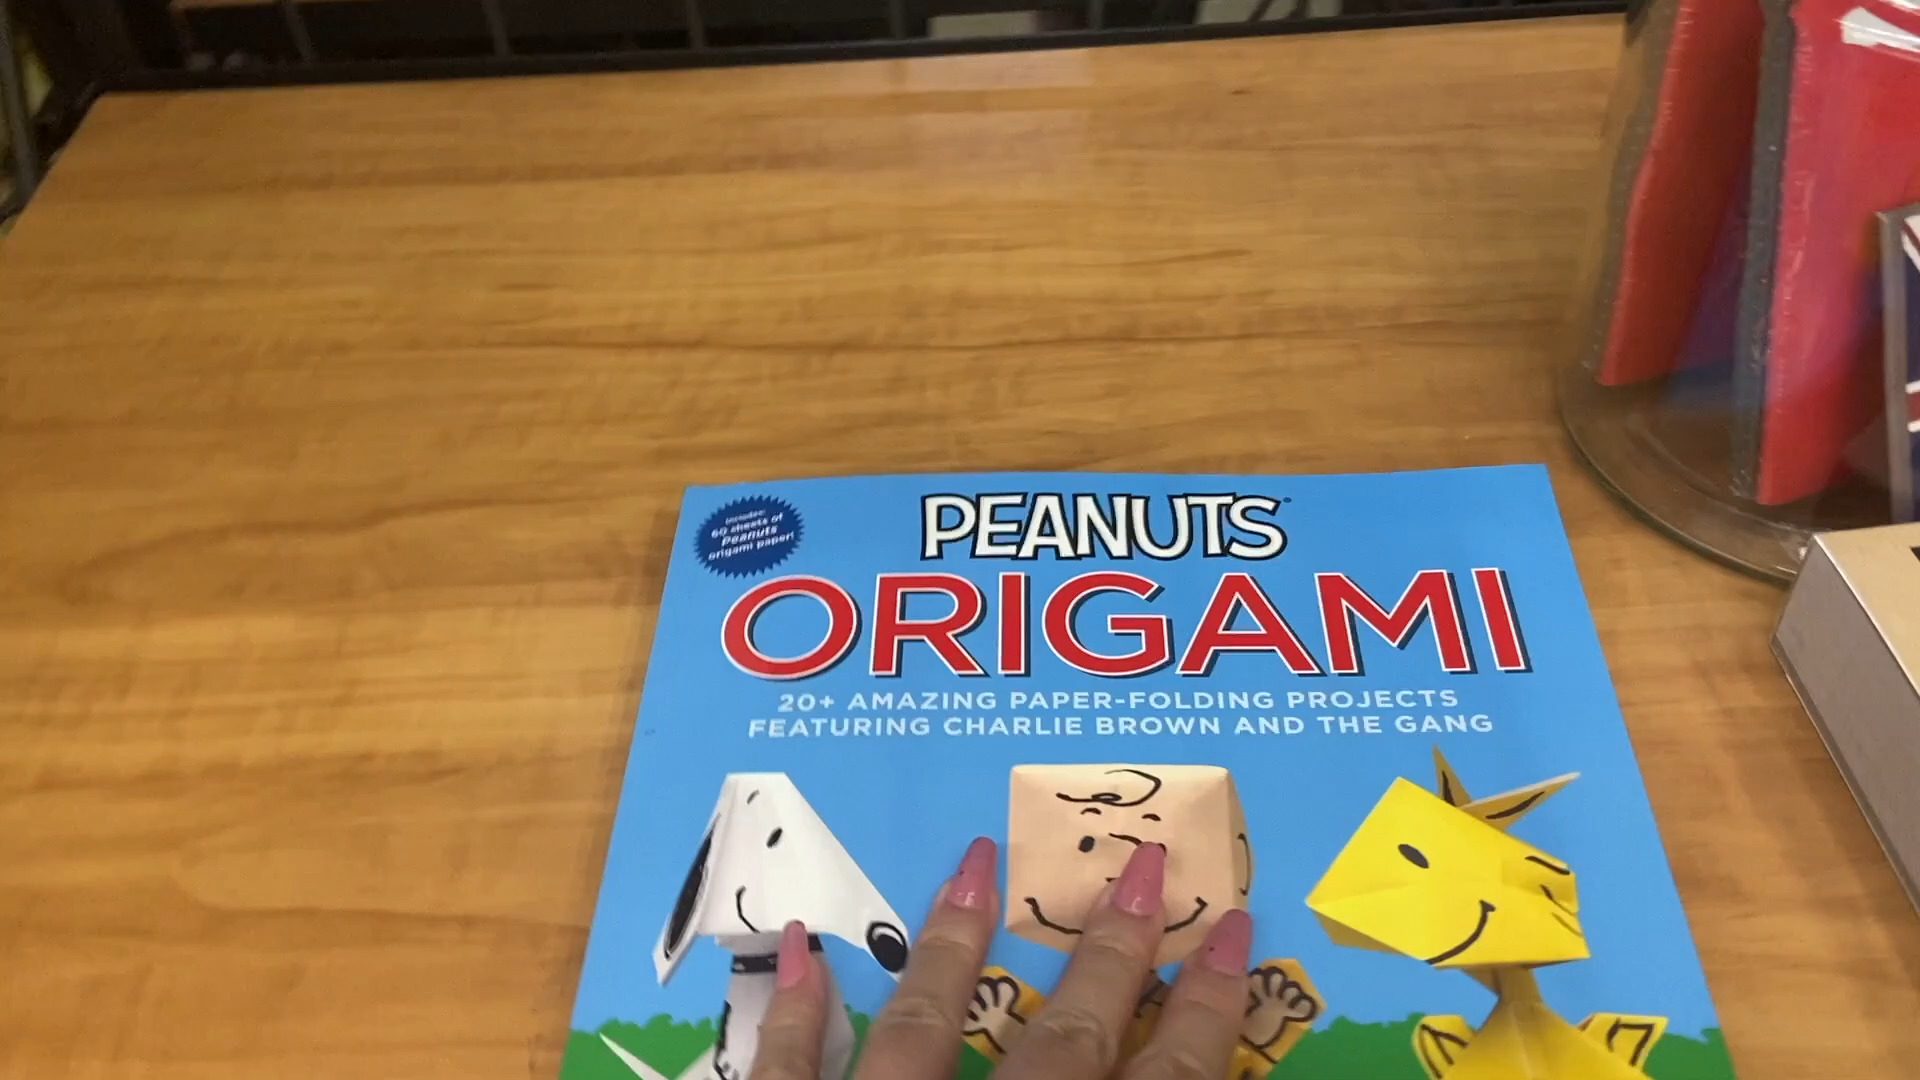 Includes:
60 sheets of
Peanuts
origami paper!
PEANUTS
ORIGAMI
20+ AMAZING PAPER-FOLDING PROJECTS
FEATURING CHARLIE BROWN AND THE GANG